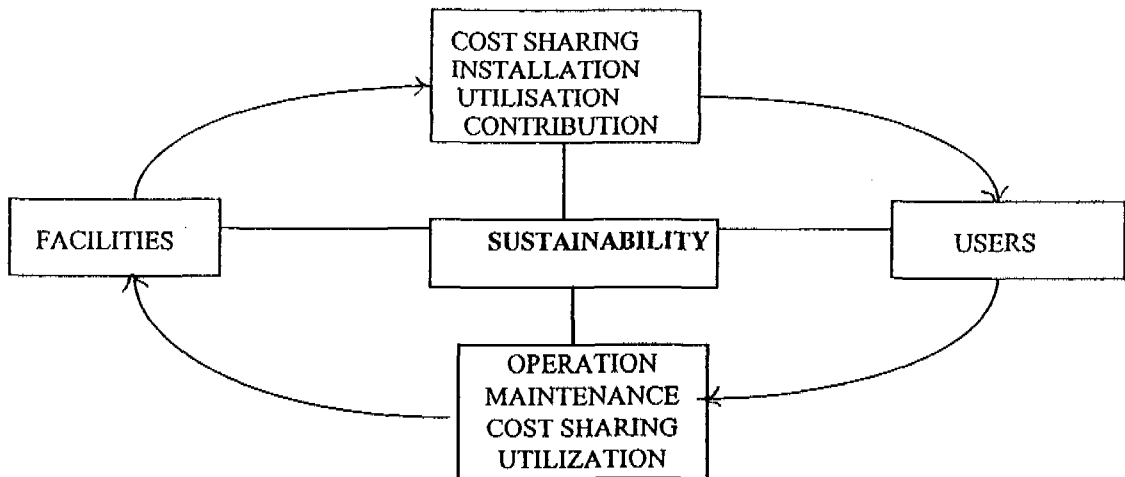 COST SHARING
INSTALLATION
UTILISATION
CONTRIBUTION
FACILITIES
SUSTAINABILITY
USERS
OPERATION
MAINTENANCE
COST SHARING
UTILIZATION